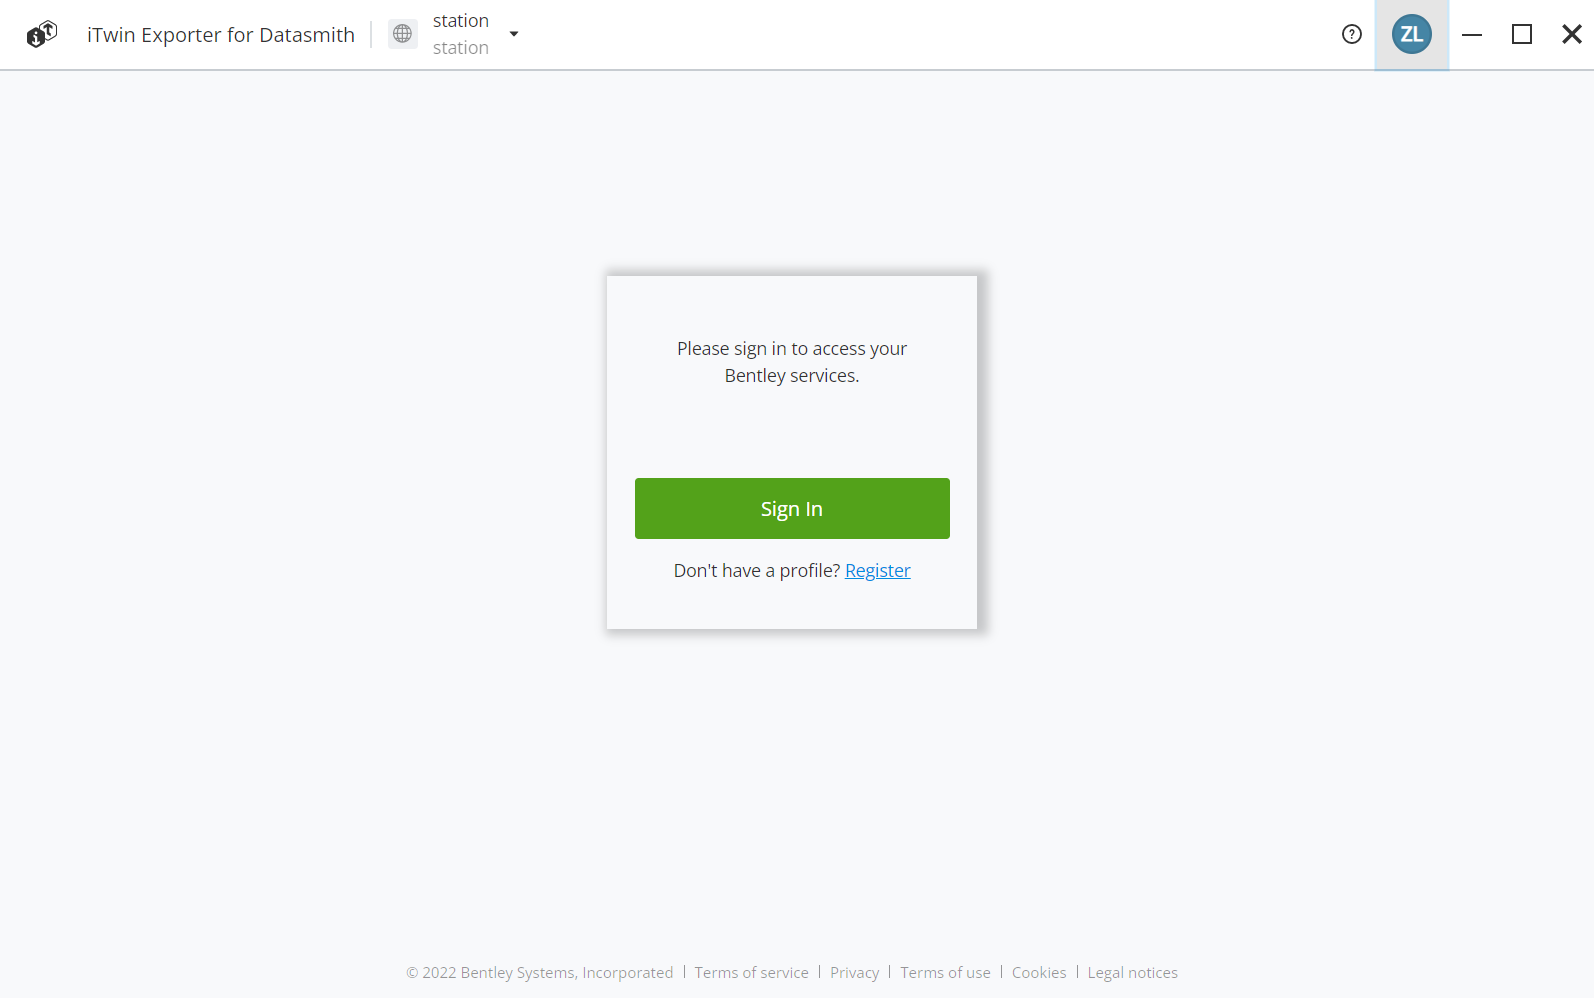 iTwin Exporter for Datasmith
station
station
ZL
Please sign in to access your
Bentley services.
Sign In
Don't have a profile? Register
© 2022 Bentley Systems, Incorporated | Terms of service | Privacy | Terms of use | Cookies | Legal notices